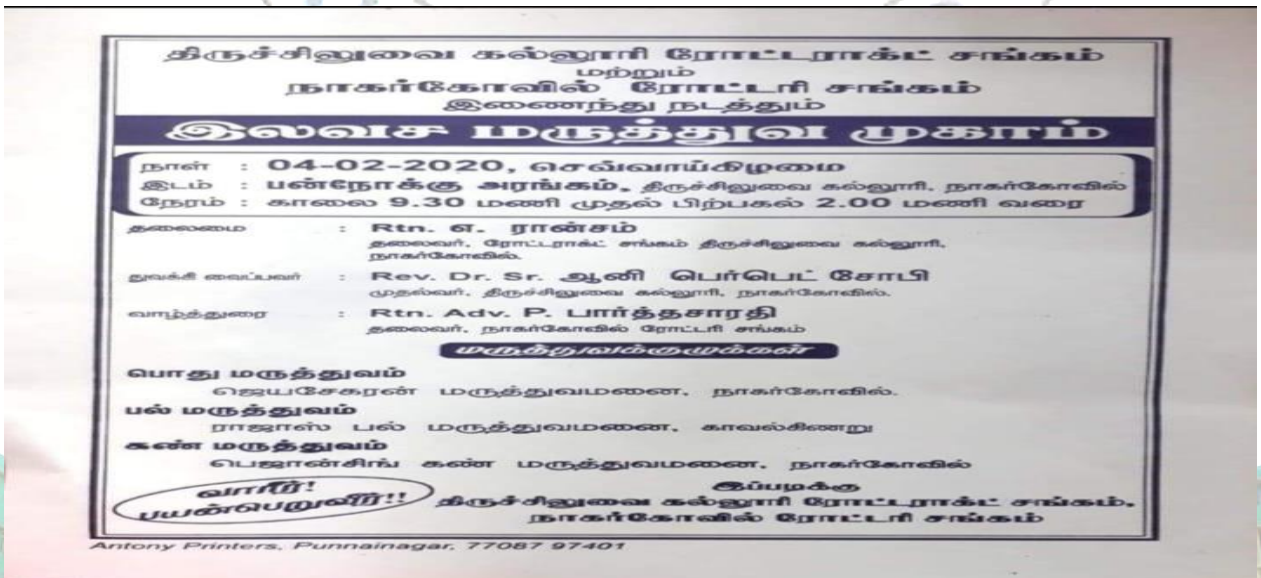 திருச்சிலுவை கல்லூரி ரோட்டராக்ட் சங்கம்
மற்றும்
நாகர்கோவில் ரோட்டரி சங்கம்
இணைந்து நடத்தும்
இலவச மருத்துவ முகாம்
நாள் : 04-02-2020, செவ்வாய்கிழமை
இடம் : பன்நோக்கு அரங்கம், திருச்சிலுவை கல்லூரி, நாகர்கோவில்
நேரம் : காலை 9.30 மணி முதல் பிற்பகல் 2.00 மணி வரை
தலைமை : Rtn. எ. ரான்சம்
தலைவர், ரோட்டராக்ட் சங்கம் திருச்சிலுவை கல்லூரி,
நாகர்கோவில்.
துவக்கி வைப்பவர் : Rev. Dr. Sr. ஆனி பெர்பெட் சோபி
முதல்வர், திருச்சிலுவை கல்லூரி, நாகர்கோவில்.
வாழ்த்துரை : Rtn. Adv. P. பார்த்தசாரதி
தலைவர், நாகர்கோவில் ரோட்டரி சங்கம்
மருத்துவக்குழுக்கள்
பொது மருத்துவம்
ஜெயசேகரன் மருத்துவமனை, நாகர்கோவில்.
பல் மருத்துவம்
ராஜாஸ் பல் மருத்துவமனை, காவல்கிணறு
கண் மருத்துவம்
பெஜான்சிங் கண் மருத்துவமனை, நாகர்கோவில்
வாரீர்!
பயன்பெறுவீர்!!
இப்படிக்கு
திருச்சிலுவை கல்லூரி ரோட்டராக்ட் சங்கம்,
நாகர்கோவில் ரோட்டரி சங்கம்
Antony Printers, Punnainagar, 77087 97401